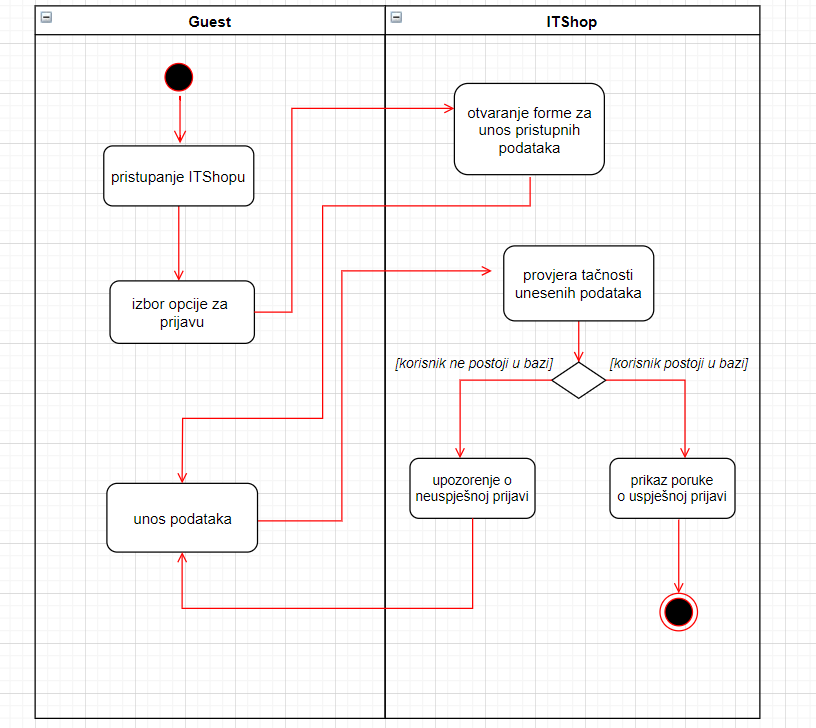 Guest
ITShop
otvaranje forme za
unos pristupnih
podataka
pristupanje ITShopu
provjera tačnosti
unesenih podataka
izbor opcije za
prijavu
[korisnik ne postoji u bazi]
[korisnik postoji u bazi]
upozorenje o
neuspješnoj prijavi
prikaz poruke
o uspješnoj prijavi
unos podataka